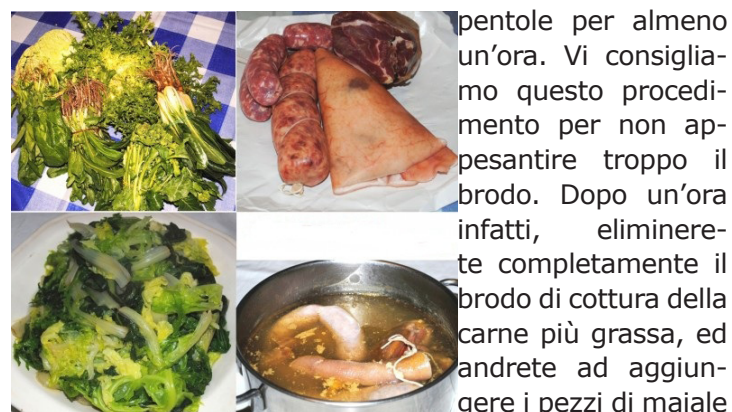 pentole per almeno
un'ora. Vi consiglia-
mo questo procedi-
mento per non ap-
pesantire troppo il
brodo. Dopo un'ora
infatti, eliminere-
te completamente il
brodo di cottura della
carne più grassa, ed
andrete ad aggiun-
gere i pezzi di maiale